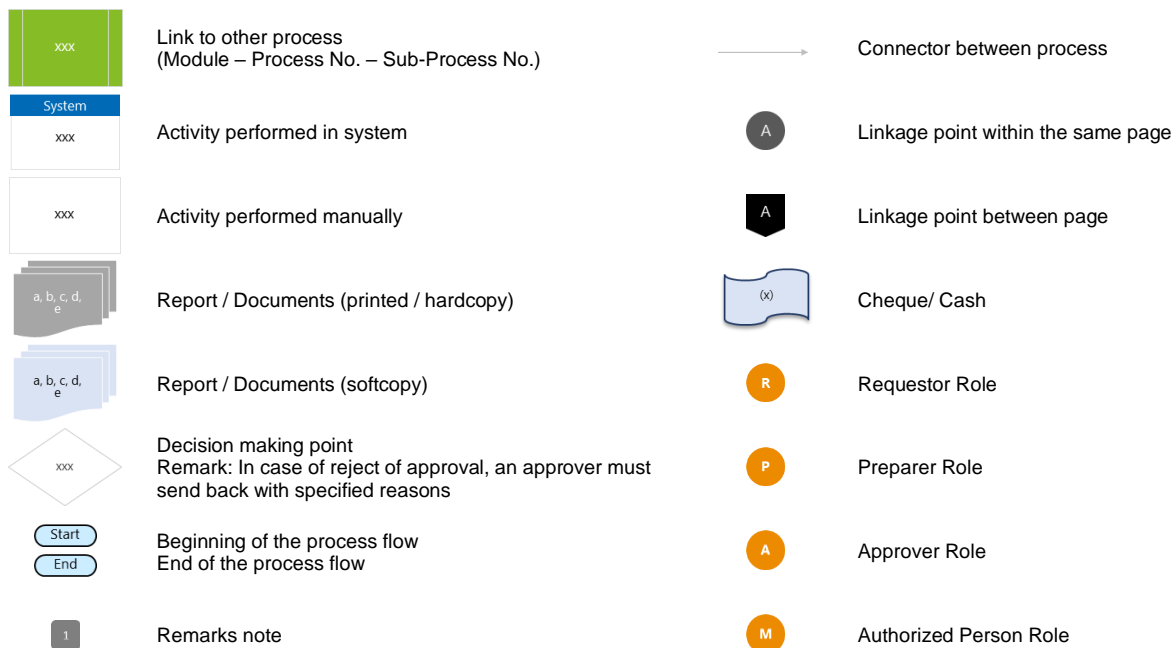 xxx
Link to other process
(Module – Process No. – Sub-Process No.)
Connector between process
System
xxx
Activity performed in system
A
Linkage point within the same page
xxx
Activity performed manually
A
Linkage point between page
a, b, c, d,
e
Report / Documents (printed / hardcopy)
(x)
Cheque/ Cash
a, b, c, d,
e
Report / Documents (softcopy)
R
Requestor Role
xxx
Decision making point
Remark: In case of reject of approval, an approver must
send back with specified reasons
P
Preparer Role
Start
End
Beginning of the process flow
End of the process flow
A
Approver Role
1
Remarks note
M
Authorized Person Role